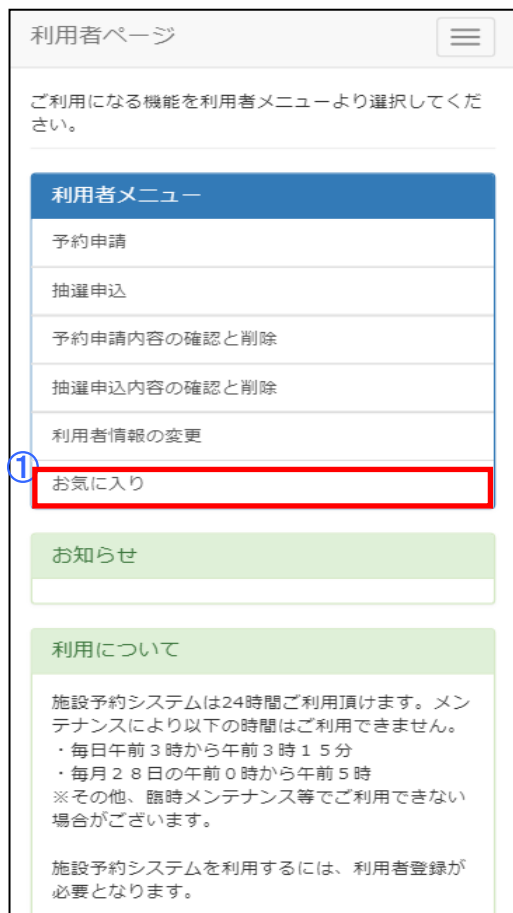 利用者ページ
ご利用になる機能を利用者メニューより選択してくだ
さい。
利用者メニュー
予約申請
抽選申込
予約申請内容の確認と削除
抽選申込内容の確認と削除
利用者情報の変更
①
お気に入り
お知らせ
利用について
施設予約システムは24時間ご利用頂けます。メン
テナンスにより以下の時間はご利用できません。
・毎日午前３時から午前３時１５分
・毎月２８日の午前０時から午前５時
※その他、臨時メンテナンス等でご利用できない
場合がございます。
施設予約システムを利用するには、利用者登録が
必要となります。